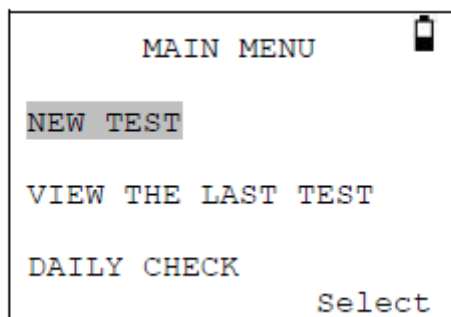 MAIN MENU
NEW TEST
VIEW THE LAST TEST
DAILY CHECK
Select